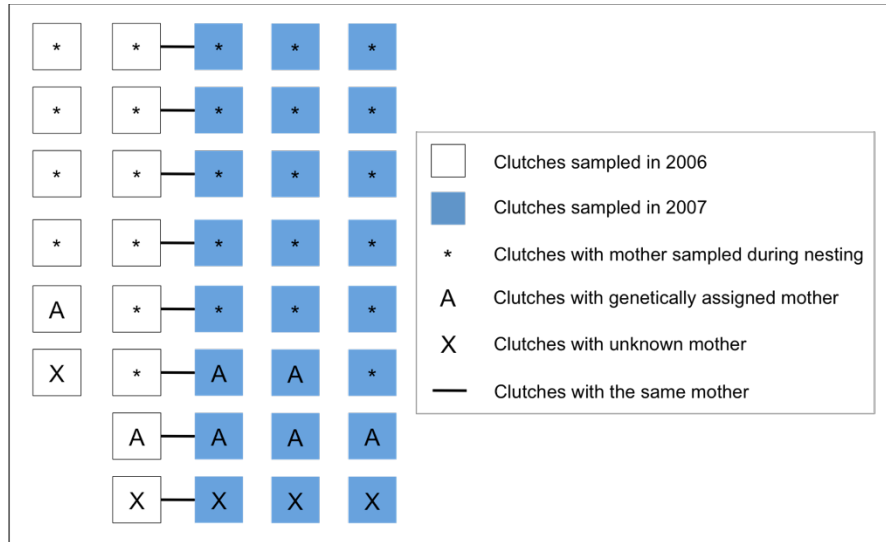 * * * * *
* * * * *
* * * * *
* * * * *
A * * * *
X * A A *
A A A A
X X X X
Clutches sampled in 2006
Clutches sampled in 2007
* Clutches with mother sampled during nesting
A Clutches with genetically assigned mother
X Clutches with unknown mother
Clutches with the same mother